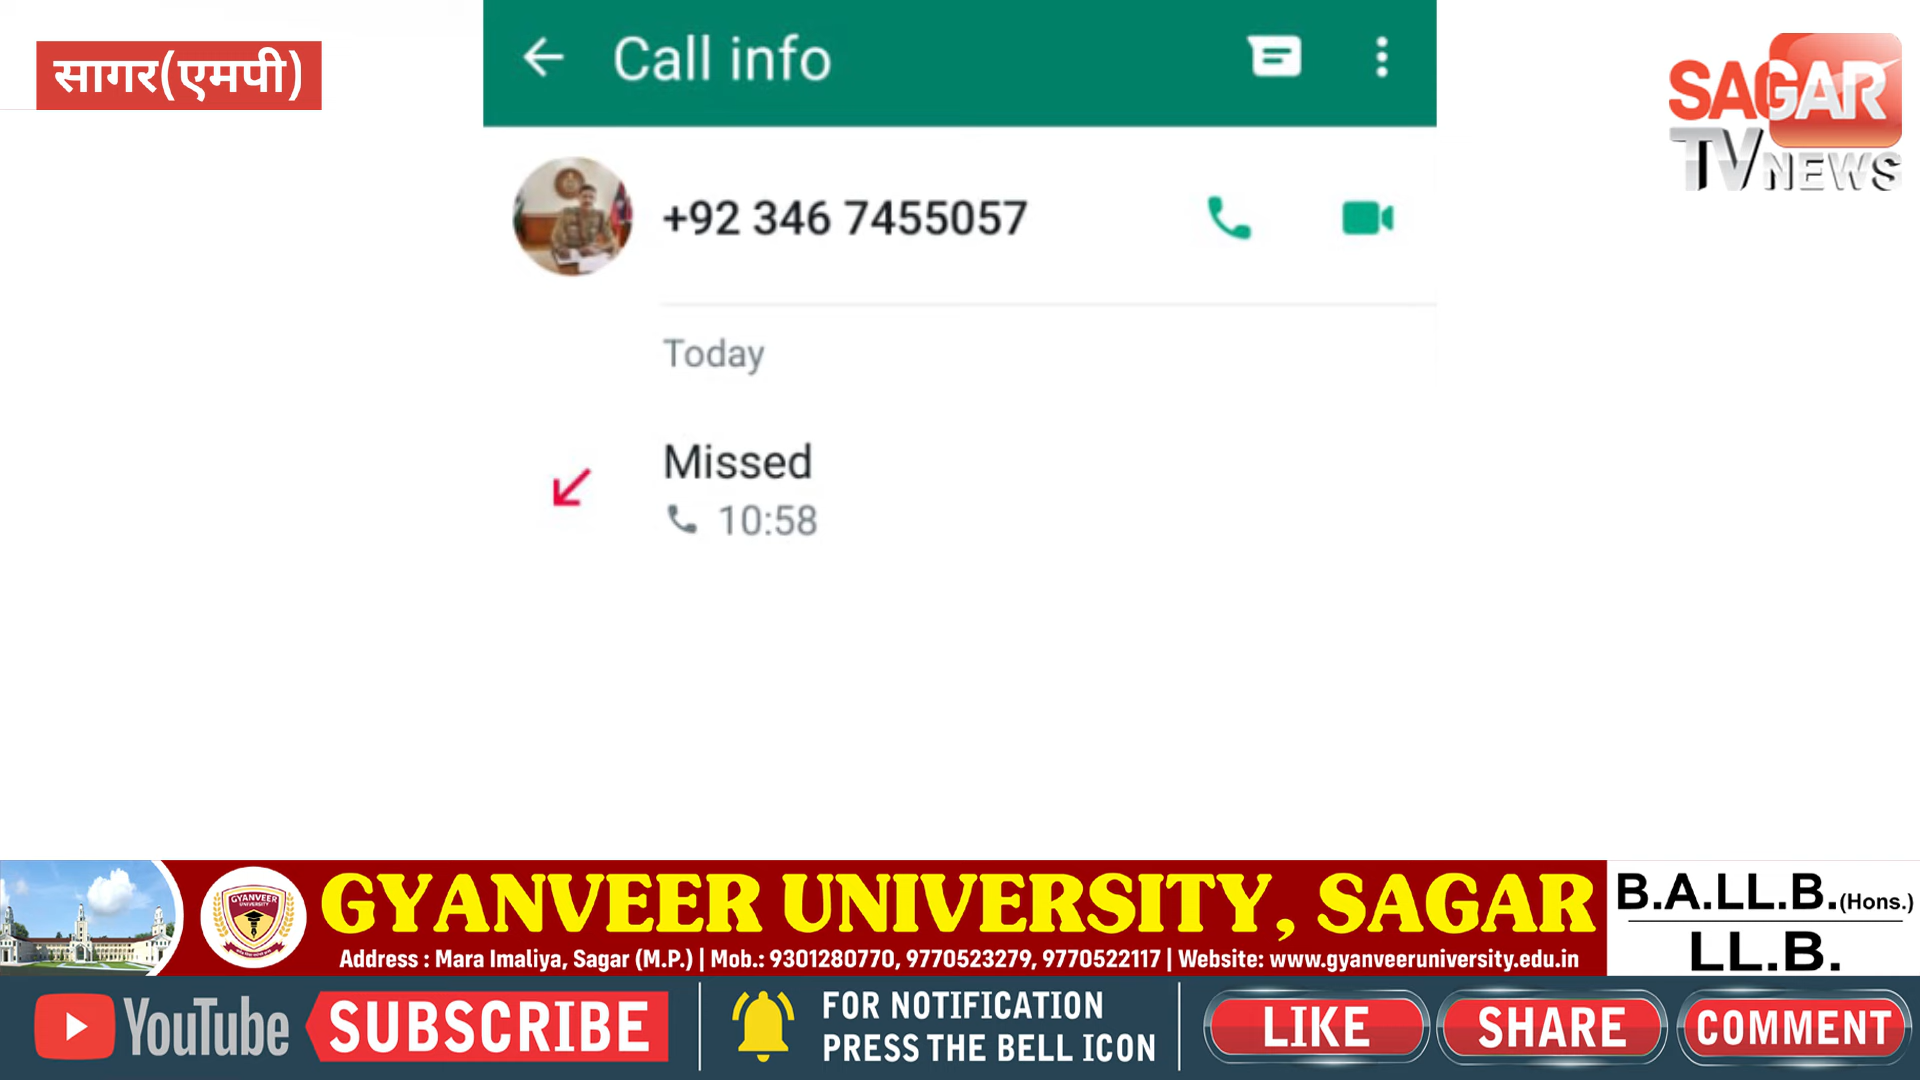 सागर(एमपी)
Call info
SAGAR
TV NEWS
+92 346 7455057
Today
Missed
10:58
GYANVEER
UNIVERSITY
GYANVEER UNIVERSITY, SAGAR
Address : Mara Imaliya, Sagar (M.P.) | Mob.: 9301280770, 9770523279, 9770522117 | Website: www.gyanveeruniversity.edu.in
B.A.LL.B.(Hons.)
LL.B.
YouTube
SUBSCRIBE
FOR NOTIFICATION
PRESS THE BELL ICON
LIKE
SHARE
COMMENT